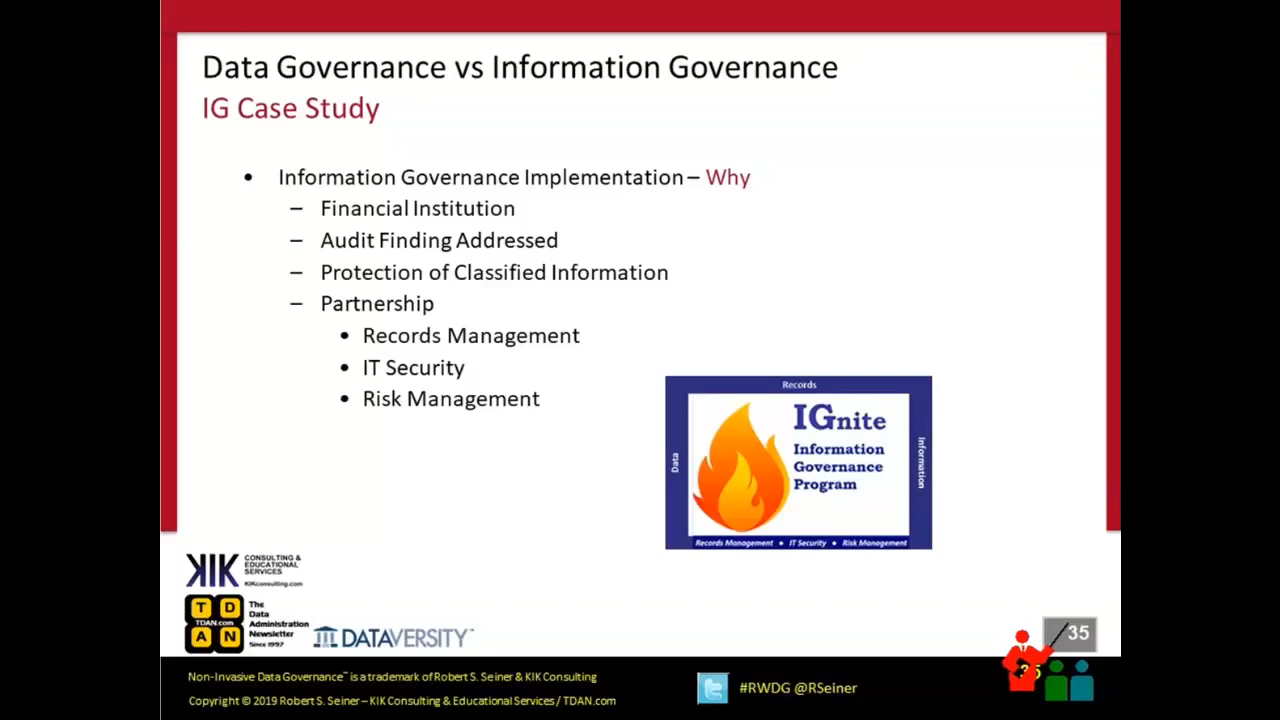 Data Governance vs Information Governance
IG Case Study
• Information Governance Implementation – Why
– Financial Institution
– Audit Finding Addressed
– Protection of Classified Information
– Partnership
• Records Management
• IT Security
• Risk Management
Records
Data
IGnite
Information
Governance
Program
Information
Records Management • IT Security • Risk Management
KIK CONSULTING &
EDUCATIONAL
SERVICES
KIKconsulting.com
T D
TDAN.com
A N
The
Data
Administration
Newsletter
Since 1997
DATAVERSITY™
35
Non-Invasive Data Governance™ is a trademark of Robert S. Seiner & KIK Consulting
Copyright © 2019 Robert S. Seiner – KIK Consulting & Educational Services / TDAN.com
#RWDG @RSeiner